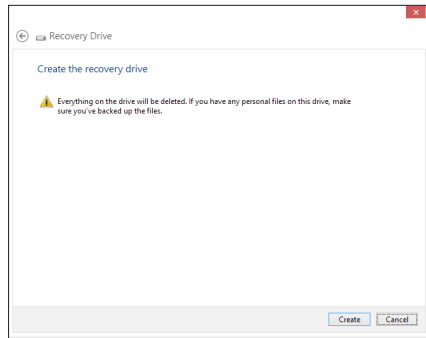 Recovery Drive
Create the recovery drive
Everything on the drive will be deleted. If you have any personal files on this drive, make
sure you've backed up the files.
Create Cancel